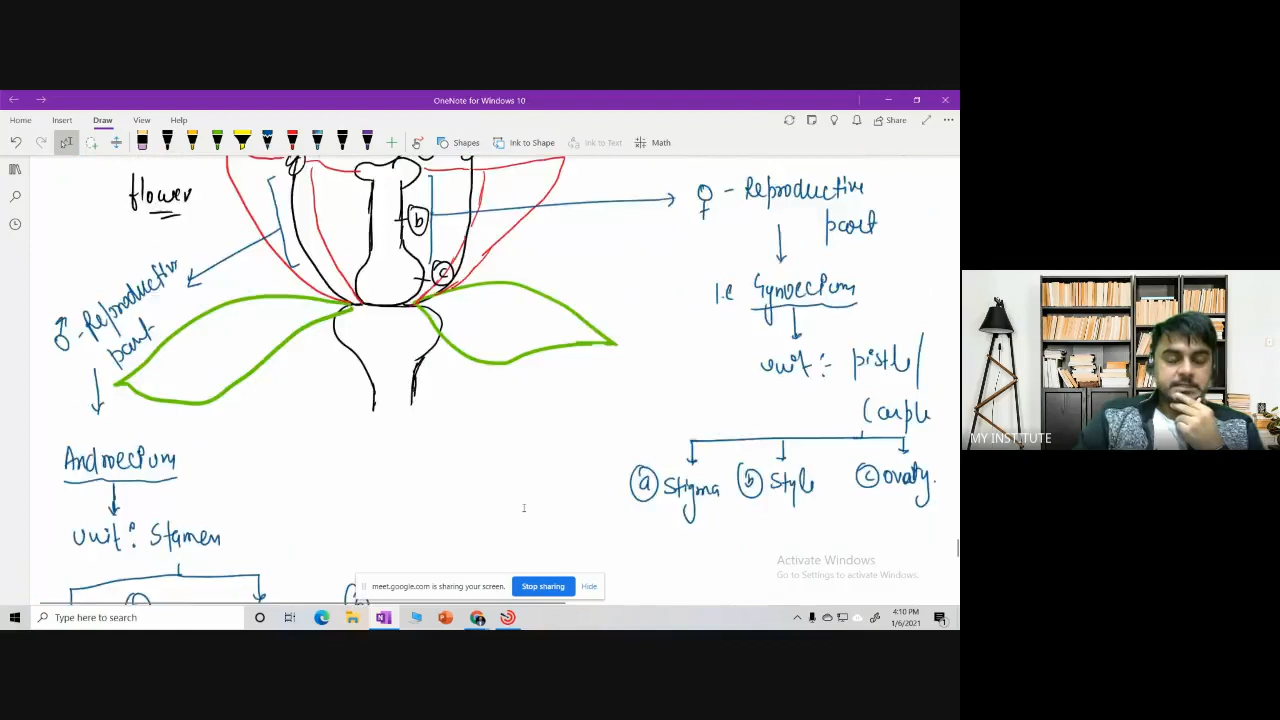 OneNote for Windows 10
Home Insert Draw View Help
Share
Shapes Ink to Shape Ink to Text Math
flower
b
c
♂-Reproductive
part
Androecium
unit: Stamen
♀ - Reproductive
part
i.e Gynoecium
unit :- pistle/
Carple
a Stigma b Style c ovary.
Activate Windows
Go to Settings to activate Windows.
meet.google.com is sharing your screen. Stop sharing Hide
Type here to search
4:10 PM
1/6/2021
MY INSTITUTE